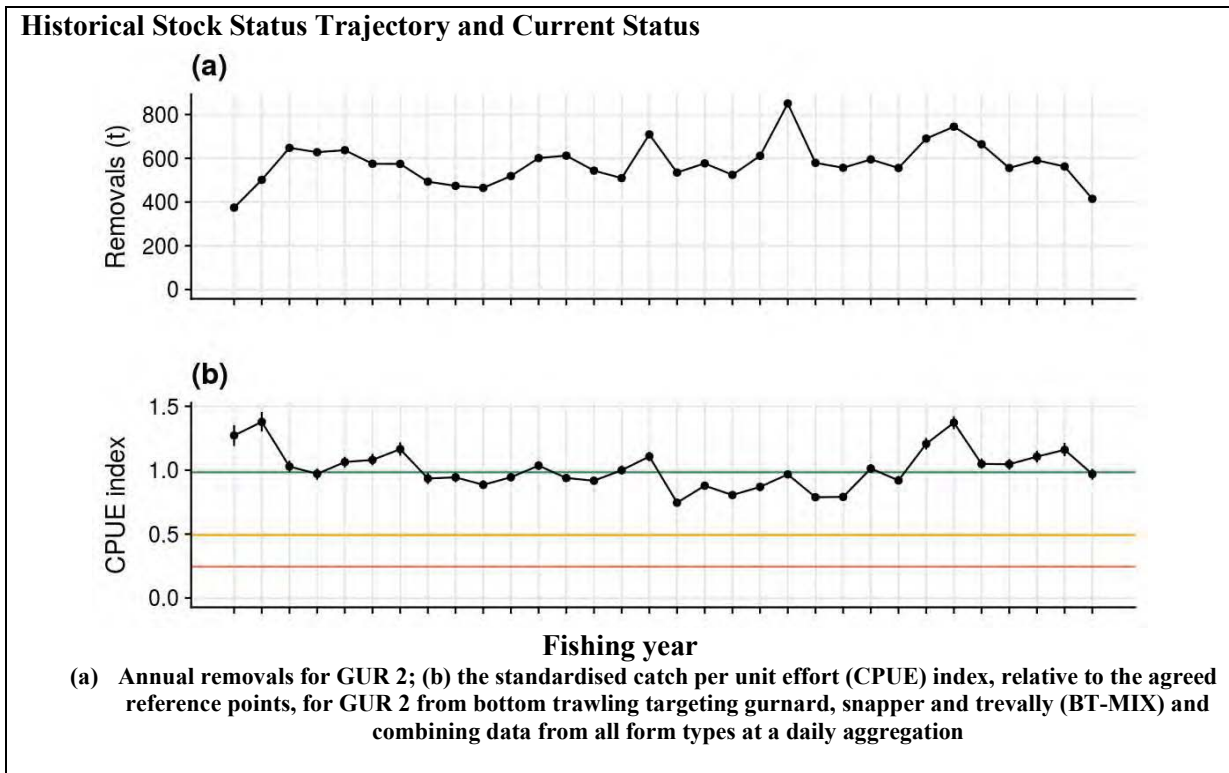 Historical Stock Status Trajectory and Current Status
(a)
Removals (t)
800
600
400
200
0
(b)
CPUE index
1.5
1.0
0.5
0.0
Fishing year
(a) Annual removals for GUR 2; (b) the standardised catch per unit effort (CPUE) index, relative to the agreed
reference points, for GUR 2 from bottom trawling targeting gurnard, snapper and trevally (BT-MIX) and
combining data from all form types at a daily aggregation